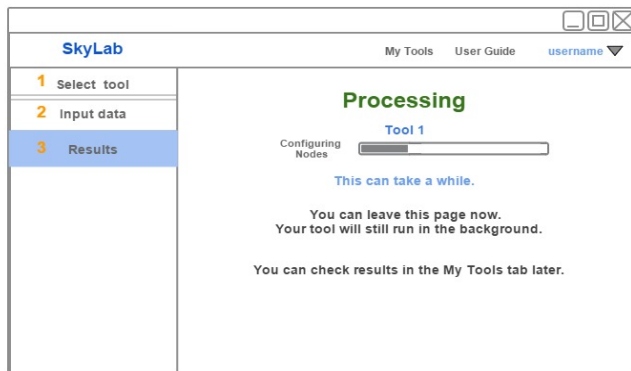 SkyLab
My Tools User Guide username
1 Select tool
2 Input data
3 Results
Processing
Tool 1
Configuring
Nodes
This can take a while.
You can leave this page now.
Your tool will still run in the background.
You can check results in the My Tools tab later.